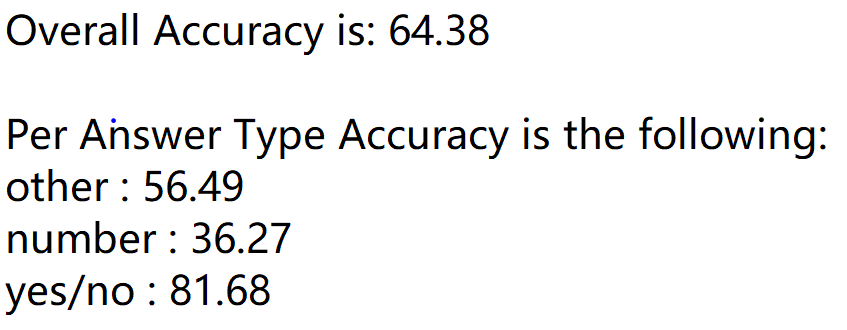 Overall Accuracy is: 64.38
Per Answer Type Accuracy is the following:
other : 56.49
number : 36.27
yes/no : 81.68